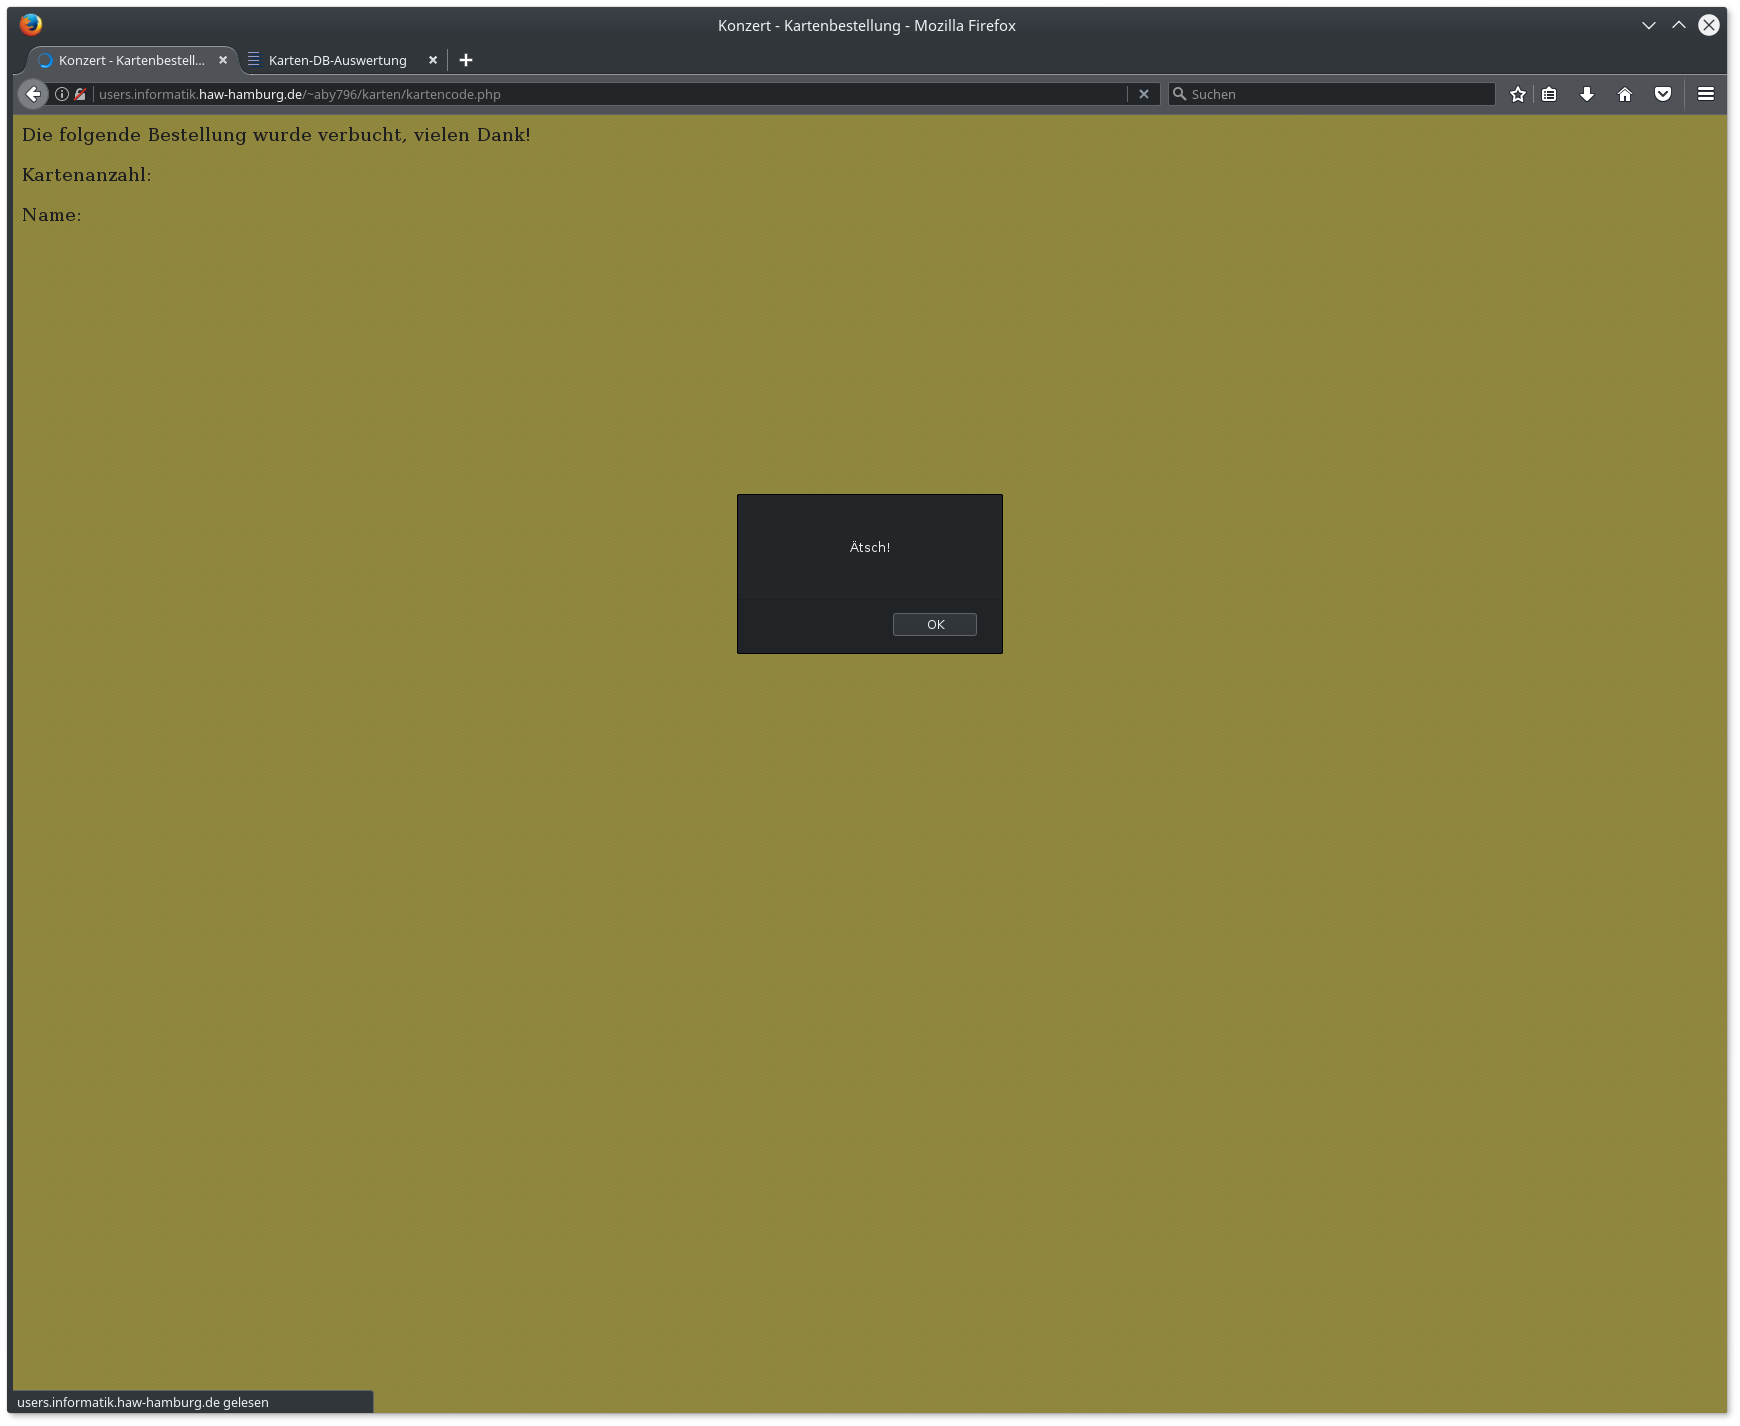 Konzert - Kartenbestellung - Mozilla Firefox
Konzert - Kartenbestell...
Karten-DB-Auswertung
users.informatik.haw-hamburg.de/~aby796/karten/kartencode.php
Suchen
Die folgende Bestellung wurde verbucht, vielen Dank!
Kartenanzahl:
Name:
Ätsch!
OK
users.informatik.haw-hamburg.de gelesen